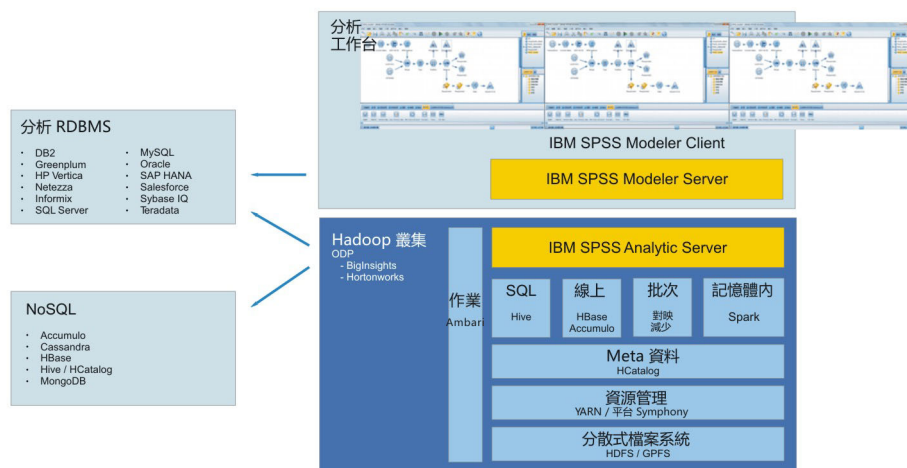 分析
工作台
IBM SPSS Modeler Client
IBM SPSS Modeler Server
分析 RDBMS
• DB2
• Greenplum
• HP Vertica
• Netezza
• Informix
• SQL Server
• MySQL
• Oracle
• SAP HANA
• Salesforce
• Sybase IQ
• Teradata
NoSQL
• Accumulo
• Cassandra
• HBase
• Hive / HCatalog
• MongoDB
Hadoop 叢集
ODP
- BigInsights
- Hortonworks
作業
Ambari
IBM SPSS Analytic Server
SQL
Hive
線上
HBase
Accumulo
批次
對映
減少
記憶體內
Spark
Meta 資料
HCatalog
資源管理
YARN / 平台 Symphony
分散式檔案系統
HDFS / GPFS